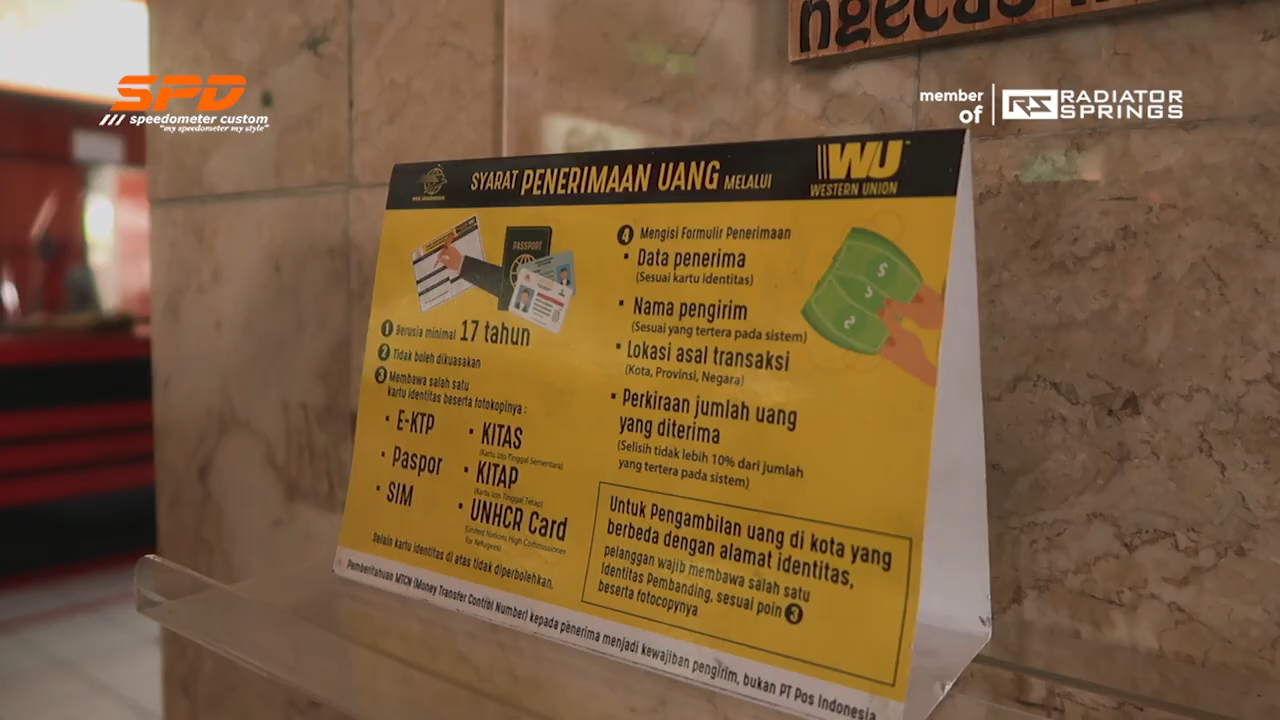 ngecas
SPD
speedometer custom
"my speedometer my style"
member
of
RS RADIATOR
SPRINGS
POS INDONESIA
SYARAT PENERIMAAN UANG MELALUI
WU
WESTERN UNION
PASSPORT
1 Berusia minimal 17 tahun
2 Tidak boleh dikuasakan
3 Membawa salah satu
kartu identitas beserta fotokopinya :
· E-KTP
· Paspor
· SIM
· KITAS
(Kartu Izin Tinggal Sementara)
· KITAP
(Kartu Izin Tinggal Tetap)
· UNHCR Card
(United Nations High Commissioner
for Refugees)
Selain kartu identitas di atas tidak diperbolehkan.
4 Mengisi Formulir Penerimaan
· Data penerima
(Sesuai kartu identitas)
· Nama pengirim
(Sesuai yang tertera pada sistem)
· Lokasi asal transaksi
(Kota, Provinsi, Negara)
· Perkiraan jumlah uang
yang diterima
(Selisih tidak lebih 10% dari jumlah
yang tertera pada sistem)
Untuk Pengambilan uang di kota yang
berbeda dengan alamat identitas,
pelanggan wajib membawa salah satu
Identitas Pembanding, sesuai poin 3
beserta fotocopynya
Pemberitahuan MTCN (Money Transfer Control Number) kepada penerima menjadi kewajiban pengirim, bukan PT Pos Indonesia